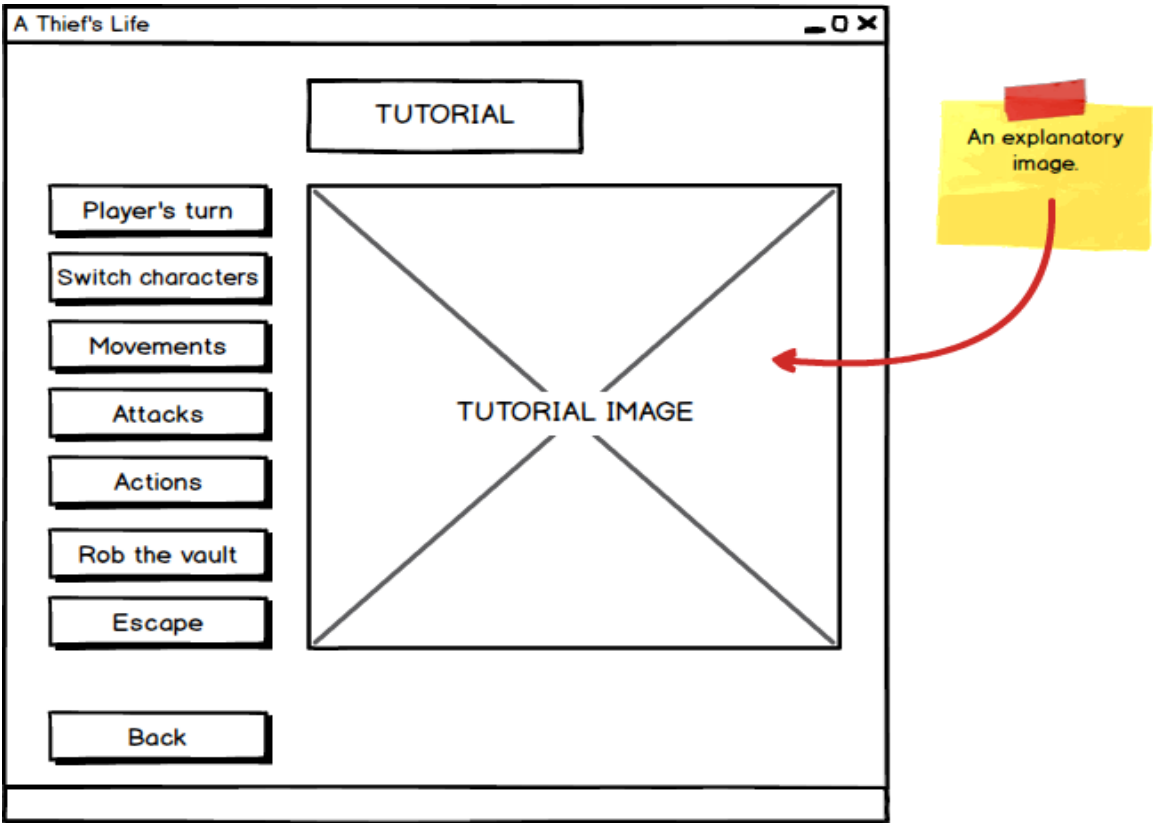 A Thief's Life
TUTORIAL
An explanatory
image.
Player's turn
Switch characters
Movements
Attacks
Actions
Rob the vault
Escape
Back
TUTORIAL IMAGE